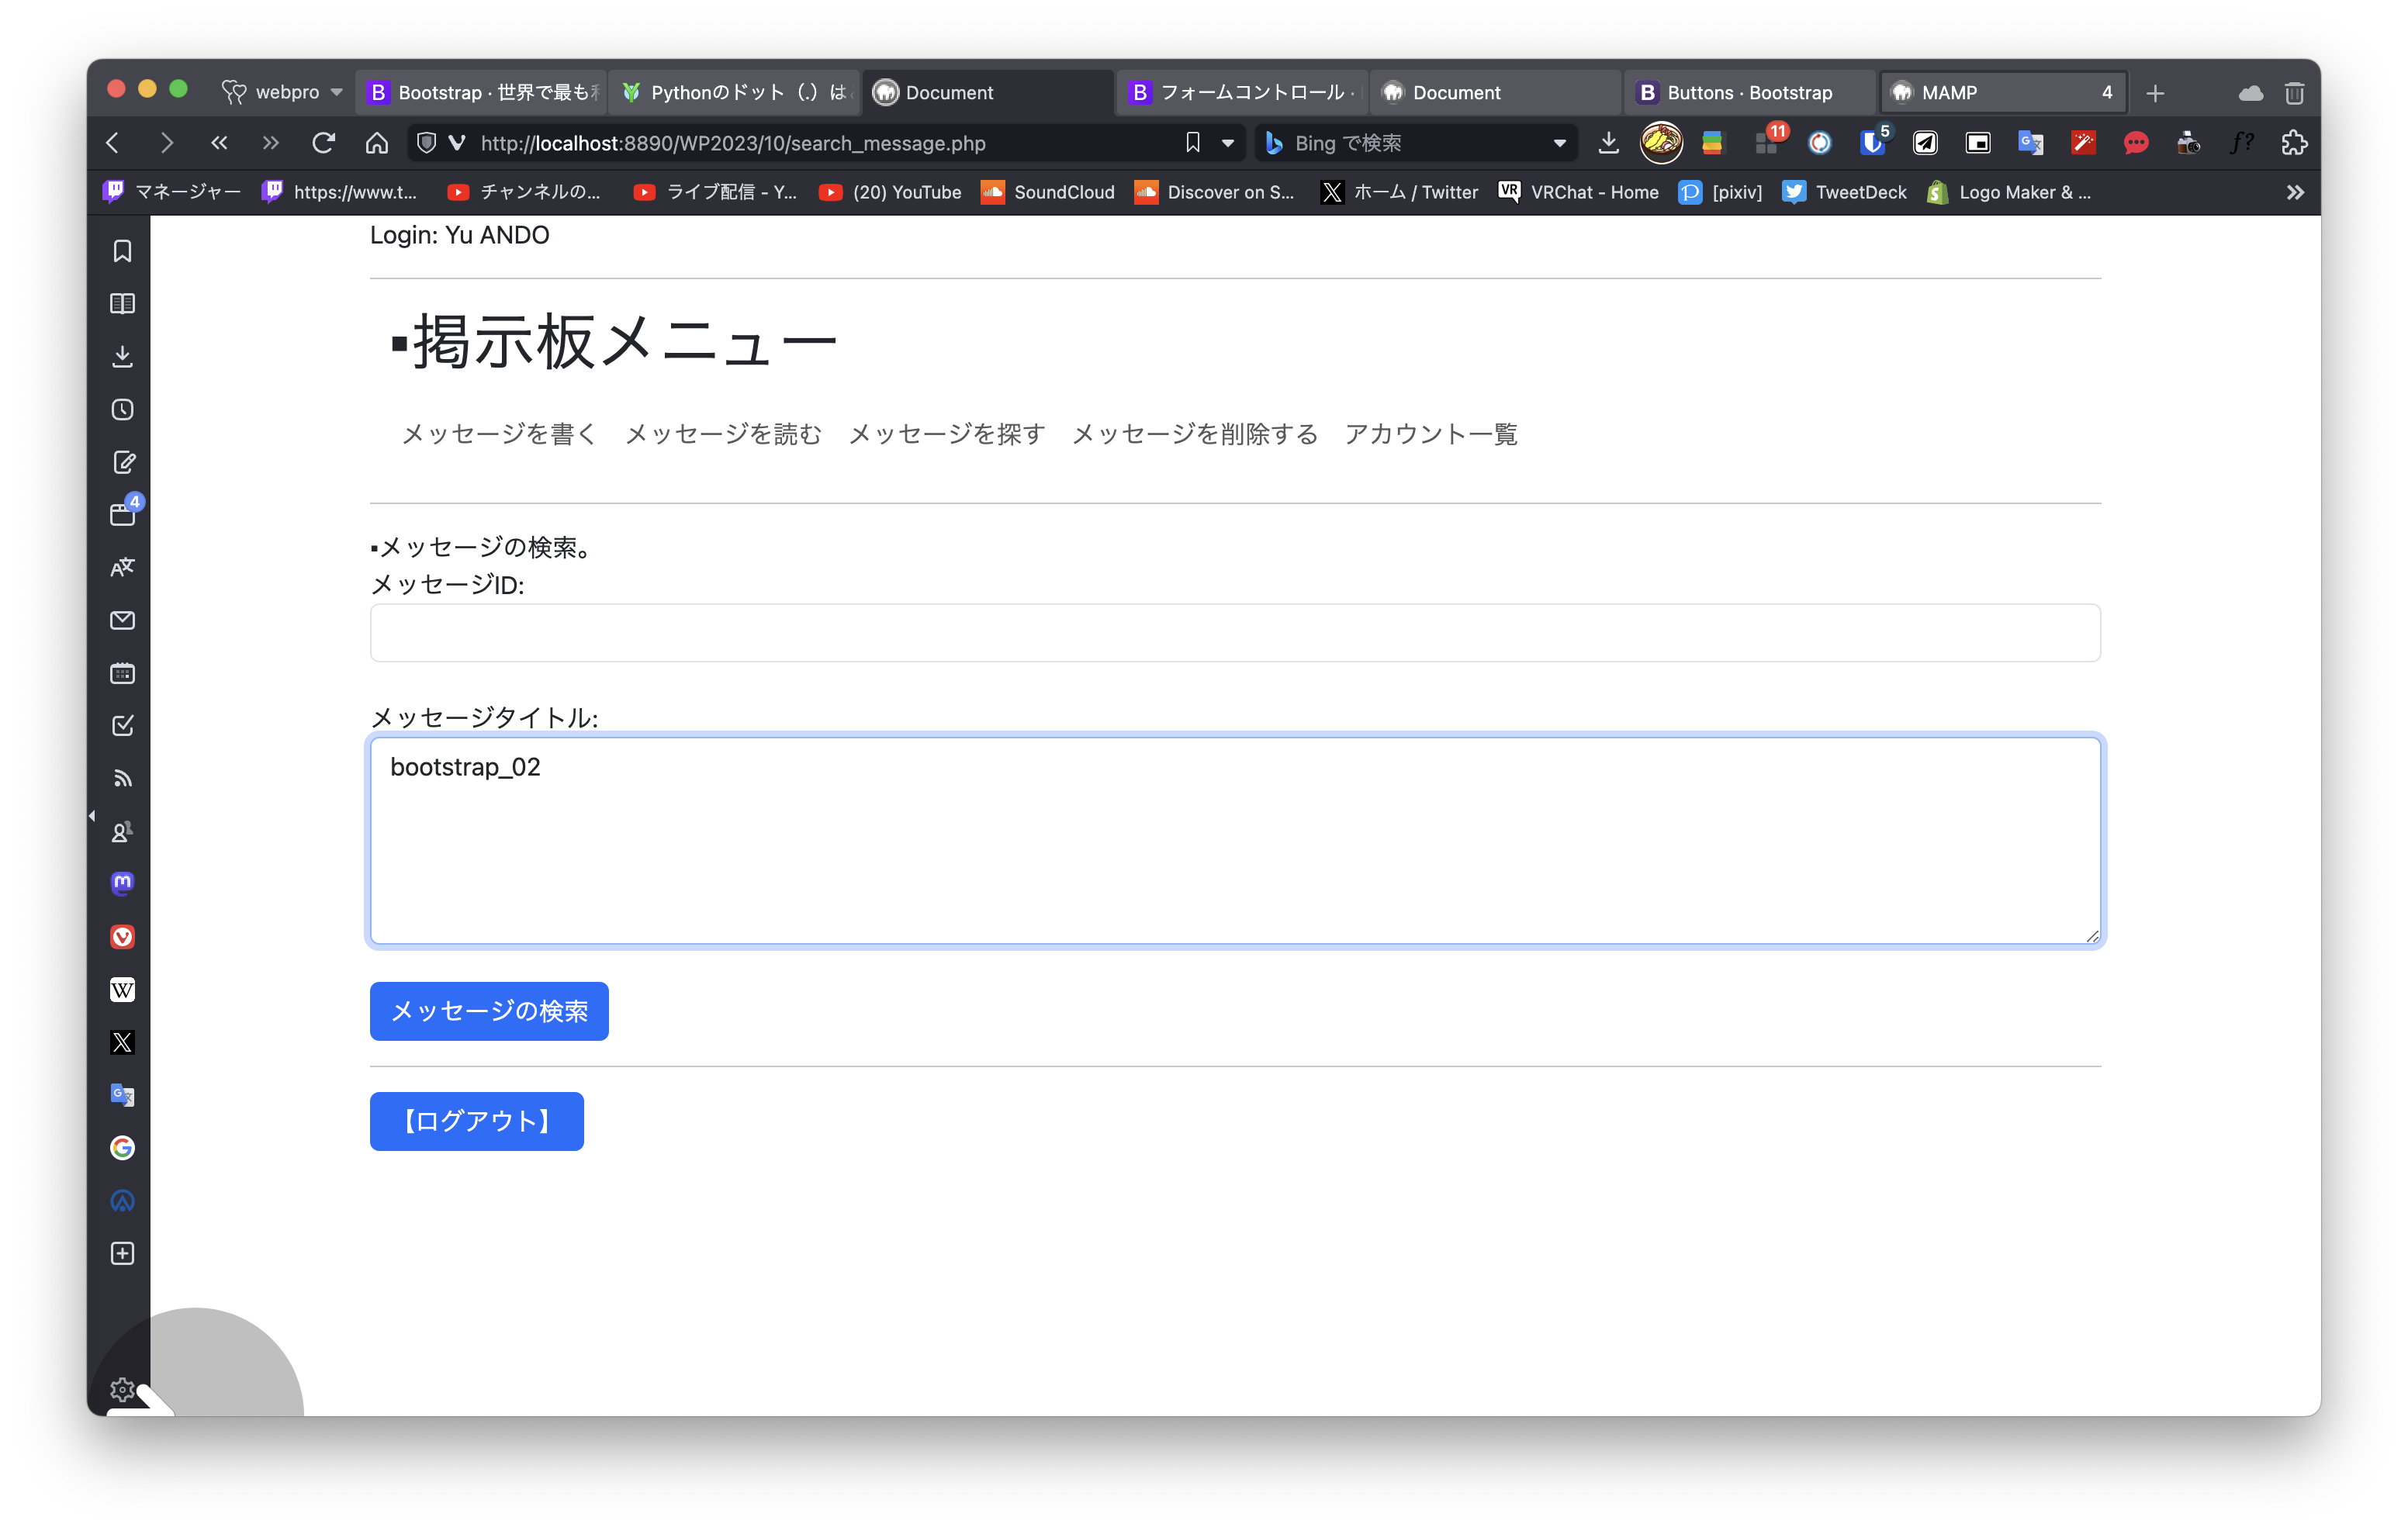 webpro
Bootstrap · 世界で最も
Pythonのドット（.）は
Document
フォームコントロール ·
Document
Buttons · Bootstrap
MAMP
4
http://localhost:8890/WP2023/10/search_message.php
Bing で検索
11
5
f?
マネージャー
https://www.t...
チャンネルの...
ライブ配信 - Y...
(20) YouTube
SoundCloud
Discover on S...
ホーム / Twitter
VRChat - Home
[pixiv]
TweetDeck
Logo Maker & ...
4
Login: Yu ANDO
▪掲示板メニュー
メッセージを書く メッセージを読む メッセージを探す メッセージを削除する アカウント一覧
▪メッセージの検索。
メッセージID:
メッセージタイトル:
bootstrap_02
メッセージの検索
【ログアウト】